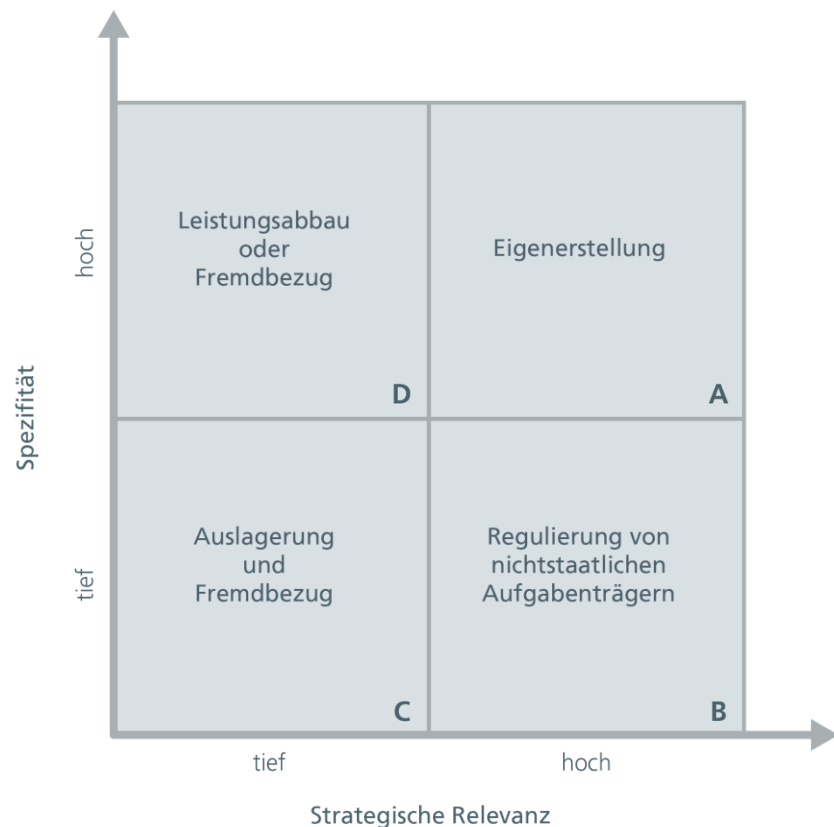 Leistungsabbau
oder
Fremdbezug
D
Eigenerstellung
A
Auslagerung
und
Fremdbezug
C
Regulierung von
nichtstaatlichen
Aufgabenträgern
B
hoch
tief
Spezifität
tief
hoch
Strategische Relevanz